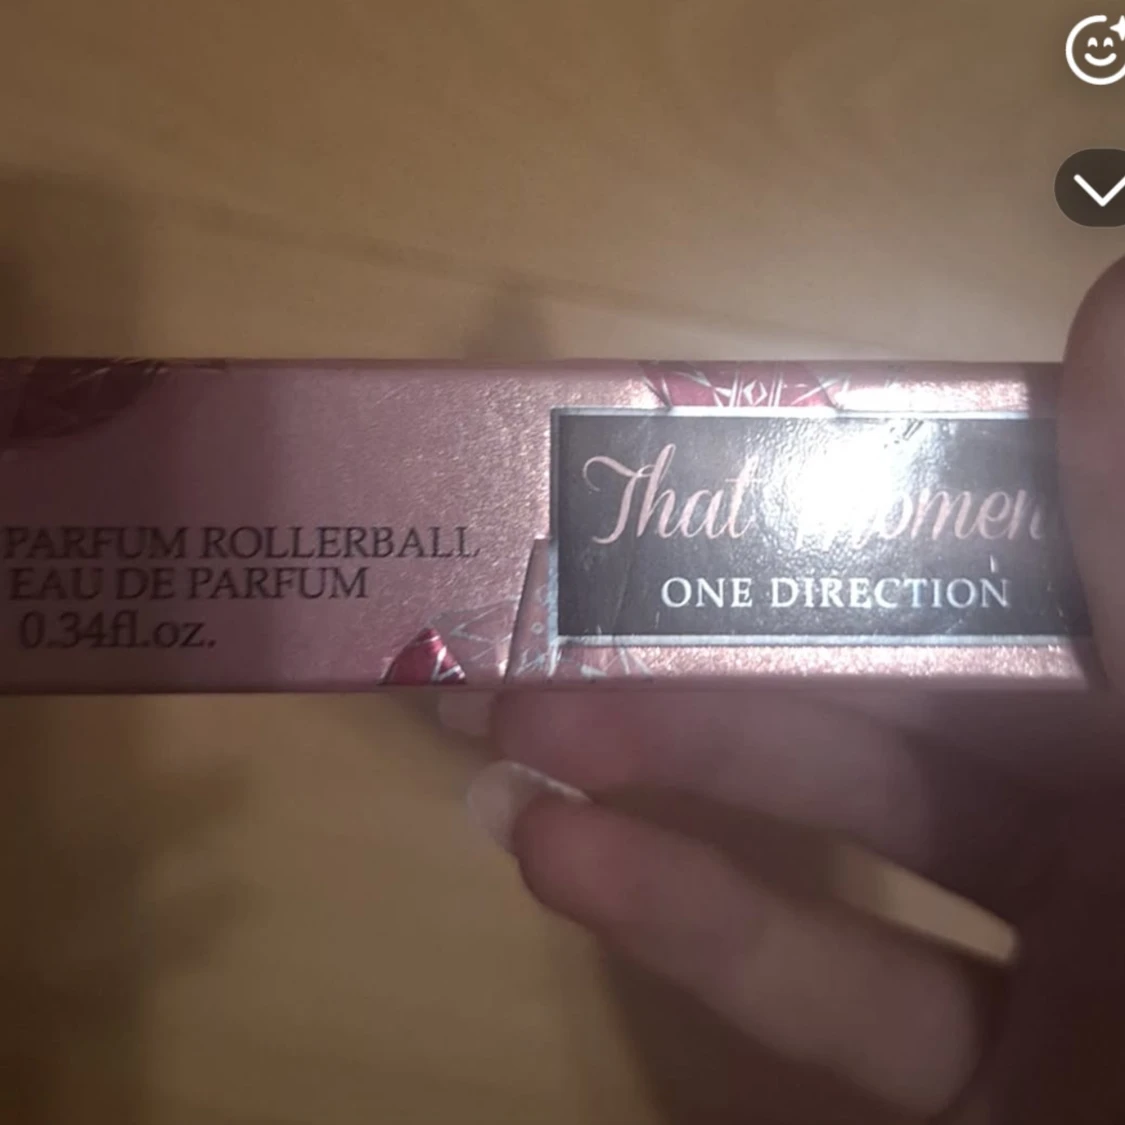 PARFUM ROLLERBALL
EAU DE PARFUM
0.34fl.oz.
That
ONE DIRECTION